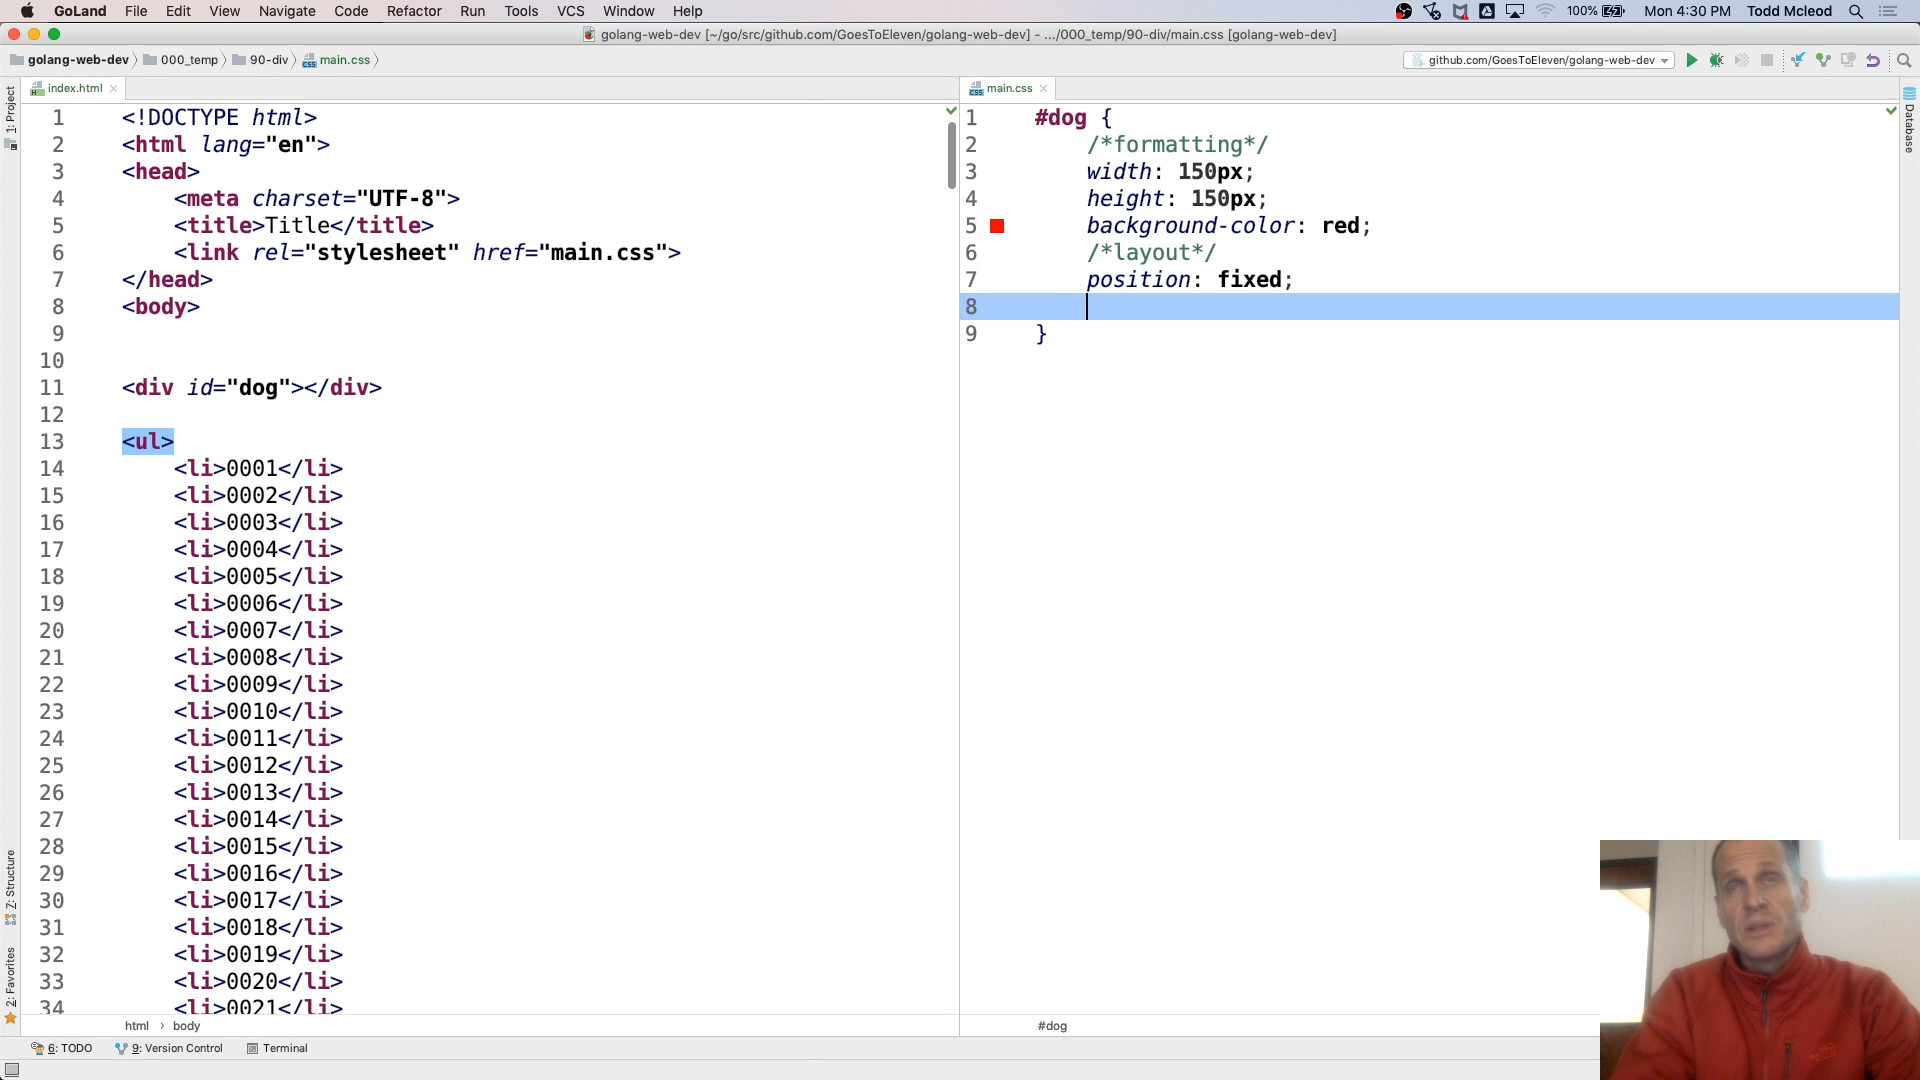 GoLand File Edit View Navigate Code Refactor Run Tools VCS Window Help 100% Mon 4:30 PM Todd Mcleod
golang-web-dev [~/go/src/github.com/GoesToEleven/golang-web-dev] - .../000_temp/90-div/main.css [golang-web-dev]
golang-web-dev 000_temp 90-div main.css github.com/GoesToEleven/golang-web-dev
index.html
1 <!DOCTYPE html>
2 <html lang="en">
3 <head>
4 <meta charset="UTF-8">
5 <title>Title</title>
6 <link rel="stylesheet" href="main.css">
7 </head>
8 <body>
9
10
11 <div id="dog"></div>
12
13 <ul>
14 <li>0001</li>
15 <li>0002</li>
16 <li>0003</li>
17 <li>0004</li>
18 <li>0005</li>
19 <li>0006</li>
20 <li>0007</li>
21 <li>0008</li>
22 <li>0009</li>
23 <li>0010</li>
24 <li>0011</li>
25 <li>0012</li>
26 <li>0013</li>
27 <li>0014</li>
28 <li>0015</li>
29 <li>0016</li>
30 <li>0017</li>
31 <li>0018</li>
32 <li>0019</li>
33 <li>0020</li>
34 <li>0021</li>
html › body
main.css
1 #dog {
2 /*formatting*/
3 width: 150px;
4 height: 150px;
5 background-color: red;
6 /*layout*/
7 position: fixed;
8
9 }
#dog
1: Project
Z: Structure
2: Favorites
Database
6: TODO 9: Version Control Terminal